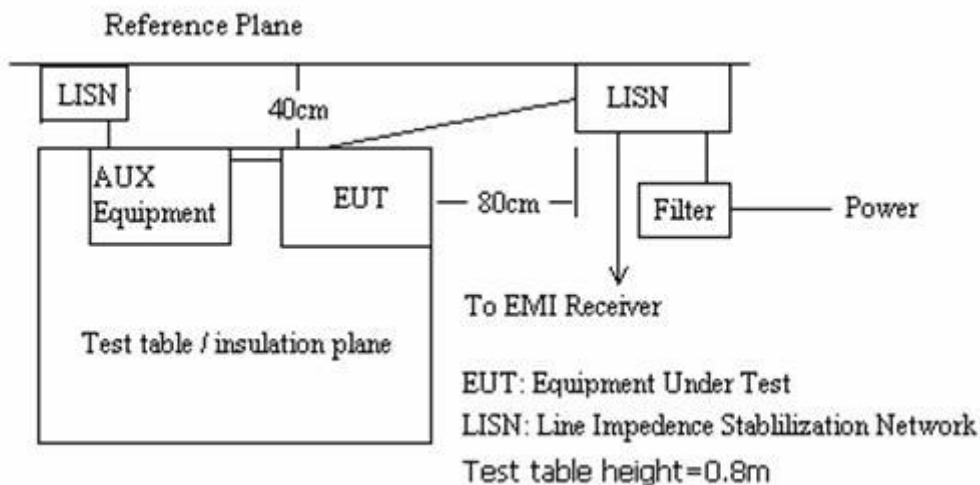 Reference Plane
LISN
40cm
LISN
AUX
Equipment
EUT
80cm
Filter
Power
To EMI Receiver
Test table / insulation plane
EUT: Equipment Under Test
LISN: Line Impedence Stablilization Network
Test table height=0.8m